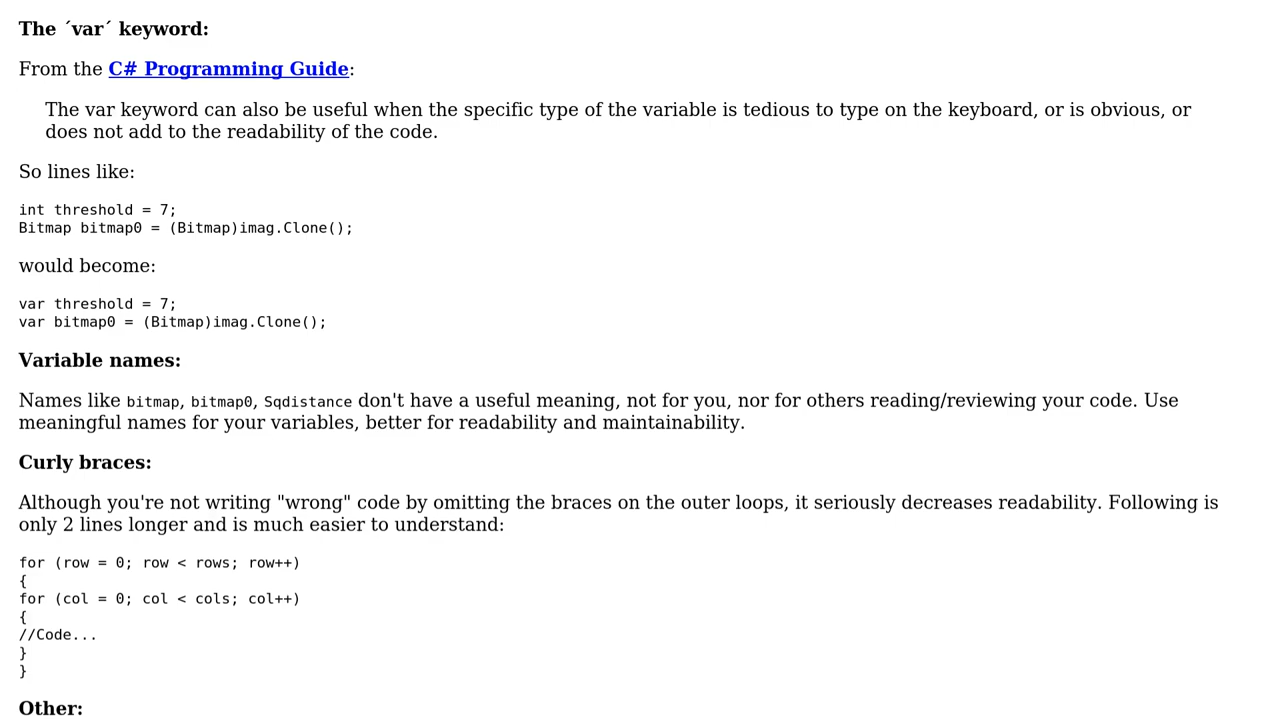 The ´var´ keyword:
From the C# Programming Guide:
The var keyword can also be useful when the specific type of the variable is tedious to type on the keyboard, or is obvious, or
does not add to the readability of the code.
So lines like:
int threshold = 7;
Bitmap bitmap0 = (Bitmap)imag.Clone();
would become:
var threshold = 7;
var bitmap0 = (Bitmap)imag.Clone();
Variable names:
Names like bitmap, bitmap0, Sqdistance don't have a useful meaning, not for you, nor for others reading/reviewing your code. Use
meaningful names for your variables, better for readability and maintainability.
Curly braces:
Although you're not writing "wrong" code by omitting the braces on the outer loops, it seriously decreases readability. Following is
only 2 lines longer and is much easier to understand:
for (row = 0; row < rows; row++)
{
for (col = 0; col < cols; col++)
{
//Code...
}
}
Other: